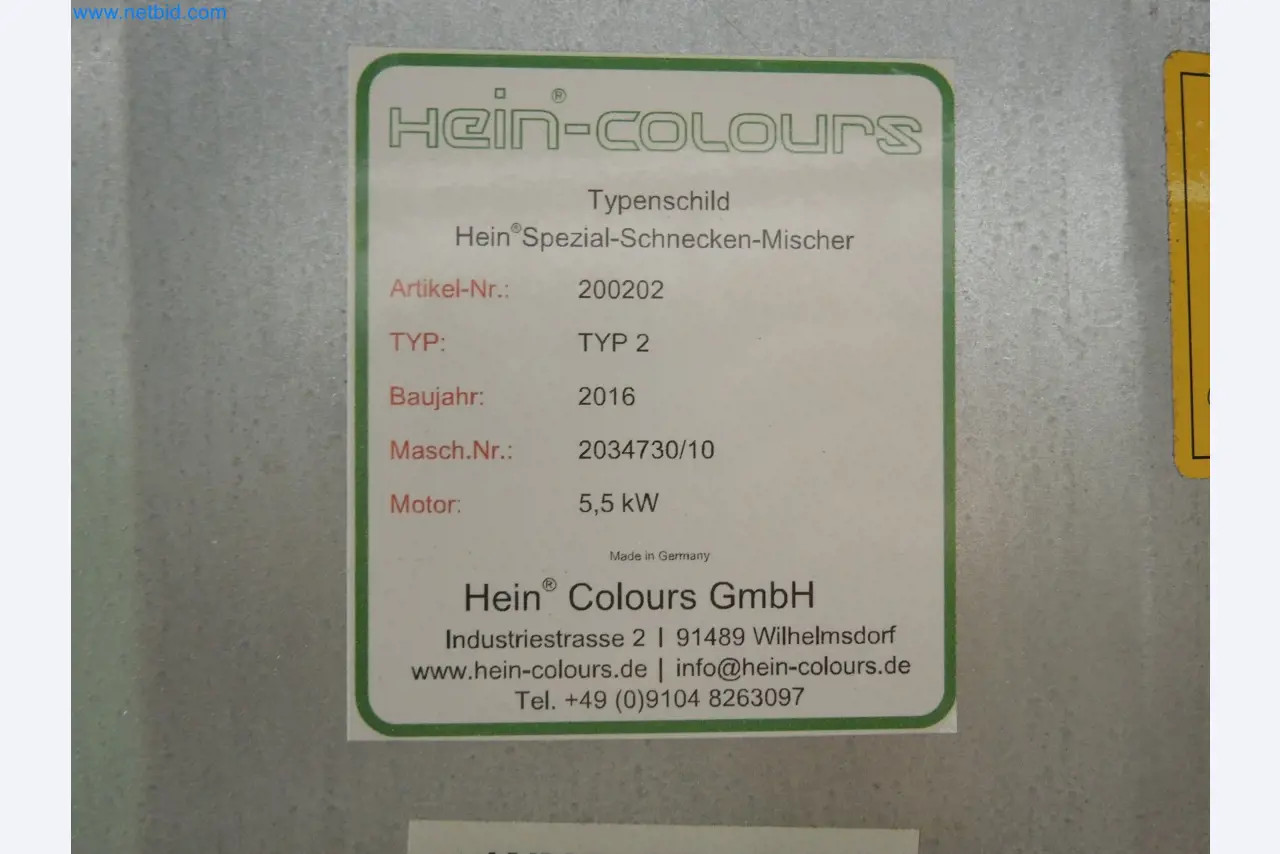 www.netbid.com
Hein®-COLOURS
Typenschild
Hein®Spezial-Schnecken-Mischer
Artikel-Nr.: 200202
TYP: TYP 2
Baujahr: 2016
Masch.Nr.: 2034730/10
Motor: 5,5 kW
Made in Germany
Hein® Colours GmbH
Industriestrasse 2 | 91489 Wilhelmsdorf
www.hein-colours.de | info@hein-colours.de
Tel. +49 (0)9104 8263097